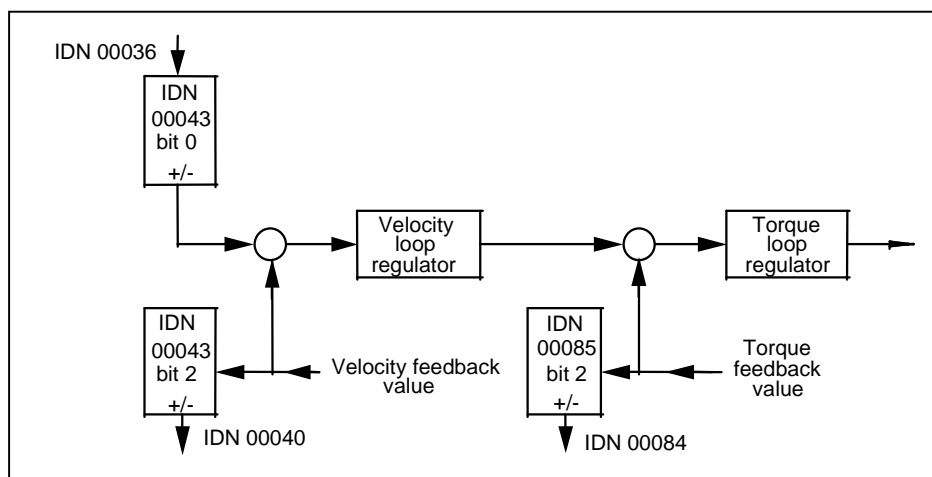 IDN 00036
IDN
00043
bit 0
+/-
Velocity
loop
regulator
Torque
loop
regulator
IDN
00043
bit 2
+/-
Velocity feedback
value
IDN
00085
bit 2
+/-
Torque
feedback
value
IDN 00040
IDN 00084